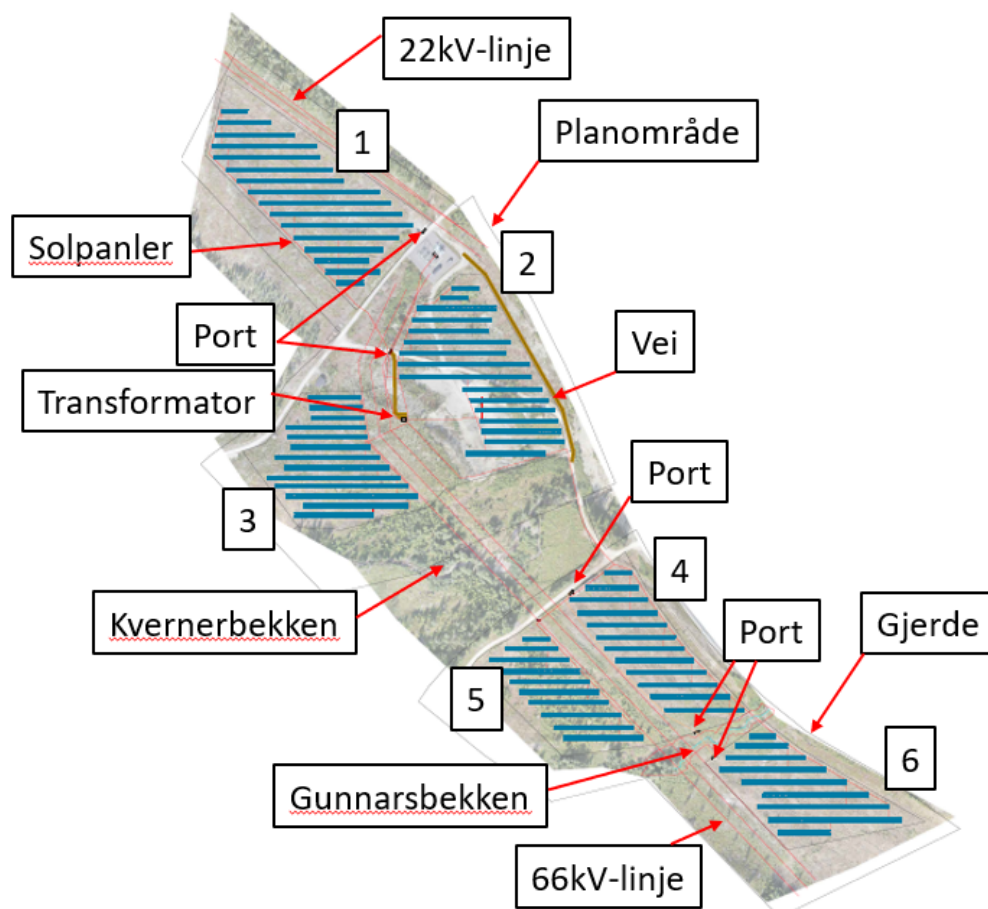 22kV-linje
1
Planområde
Solpanler
2
Port
Vei
Transformator
Port
3
4
Kvernerbekken
Port
Gjerde
5
6
Gunnarsbekken
66kV-linje